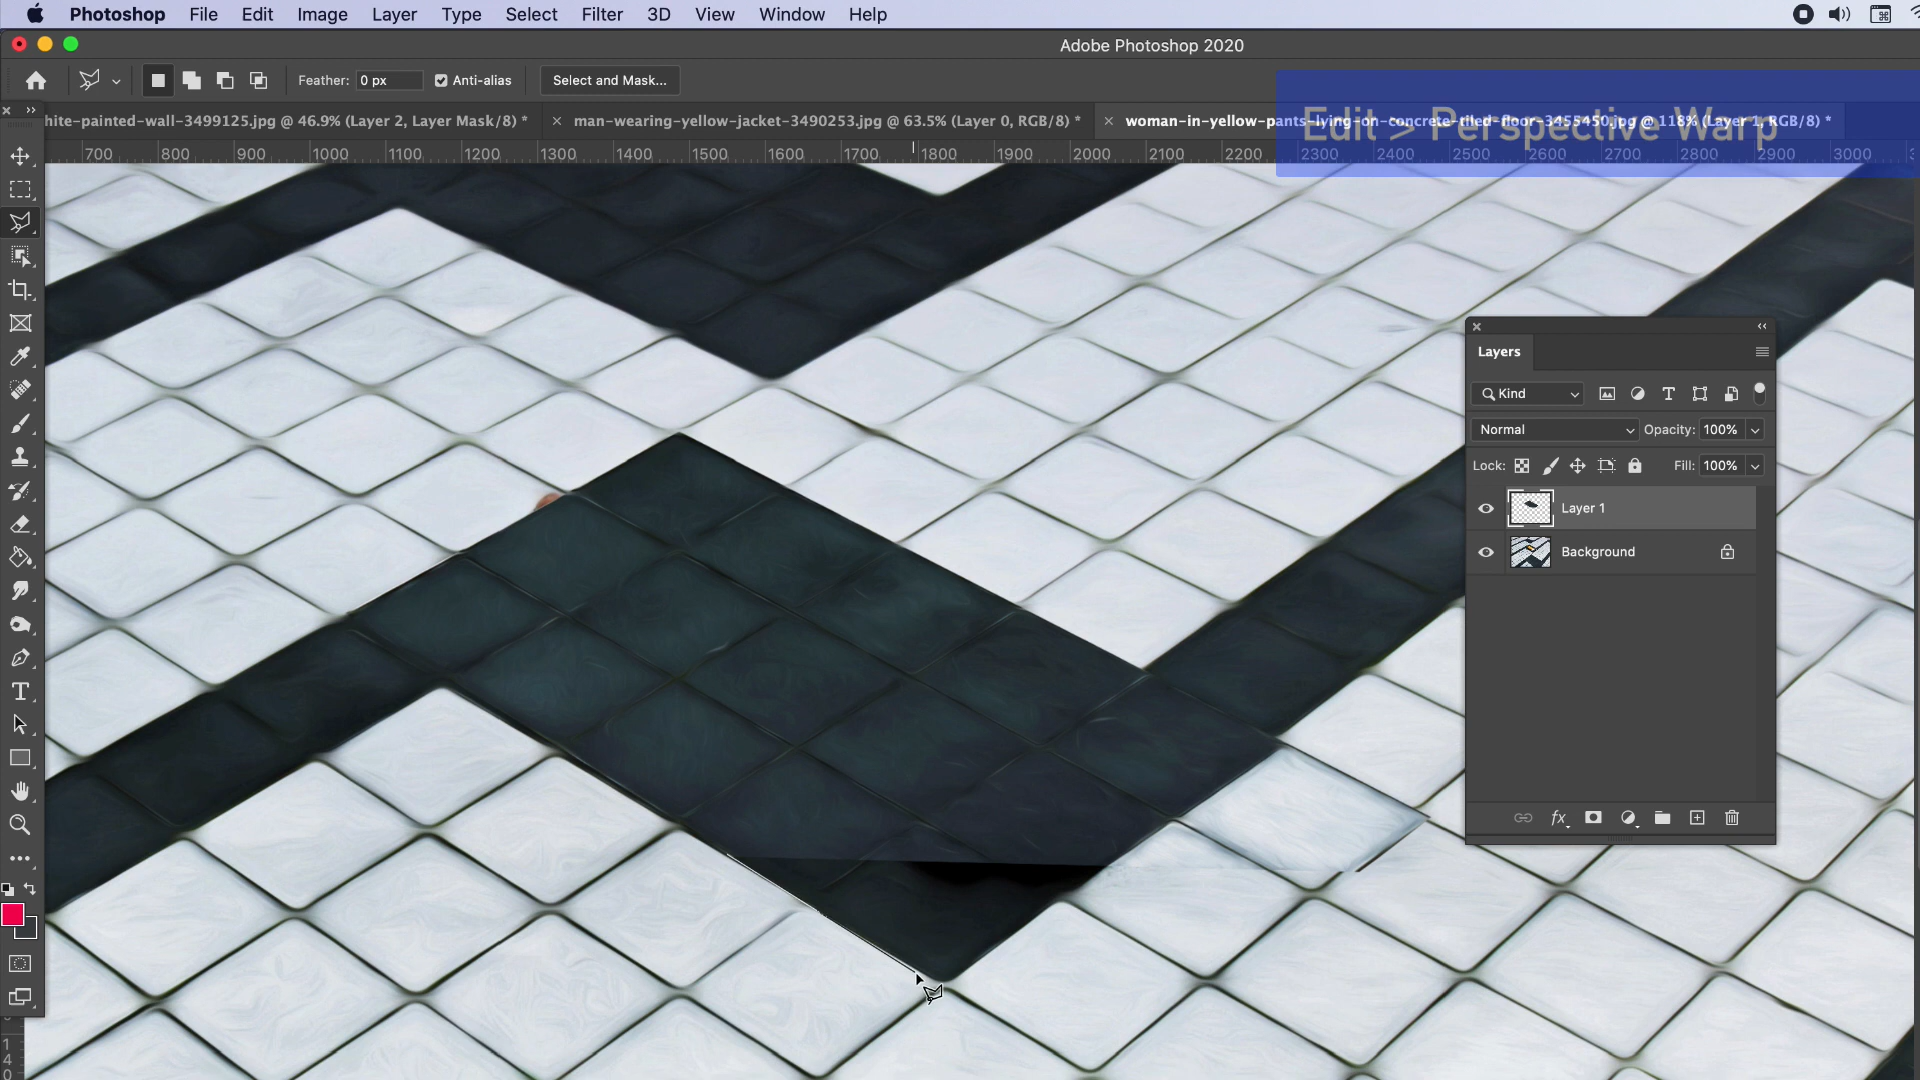 Photoshop File Edit Image Layer Type Select Filter 3D View Window Help
Adobe Photoshop 2020
Feather: 0 px Anti-alias Select and Mask...
Edit > Perspective Warp
hite-painted-wall-3499125.jpg @ 46.9% (Layer 2, Layer Mask/8) * × man-wearing-yellow-jacket-3490253.jpg @ 63.5% (Layer 0, RGB/8) * × woman-in-yellow-pants-lying-on-concrete-tiled-floor-3455450.jpg @ 118% (Layer 1, RGB/8) *
700 800 900 1000 1100 1200 1300 1400 1500 1600 1700 1800 1900 2000 2100 2200 2300 2400 2500 2600 2700 2800 2900 3000
Layers
Kind
Normal Opacity: 100%
Lock: Fill: 100%
Layer 1
Background
fx
1
4
0